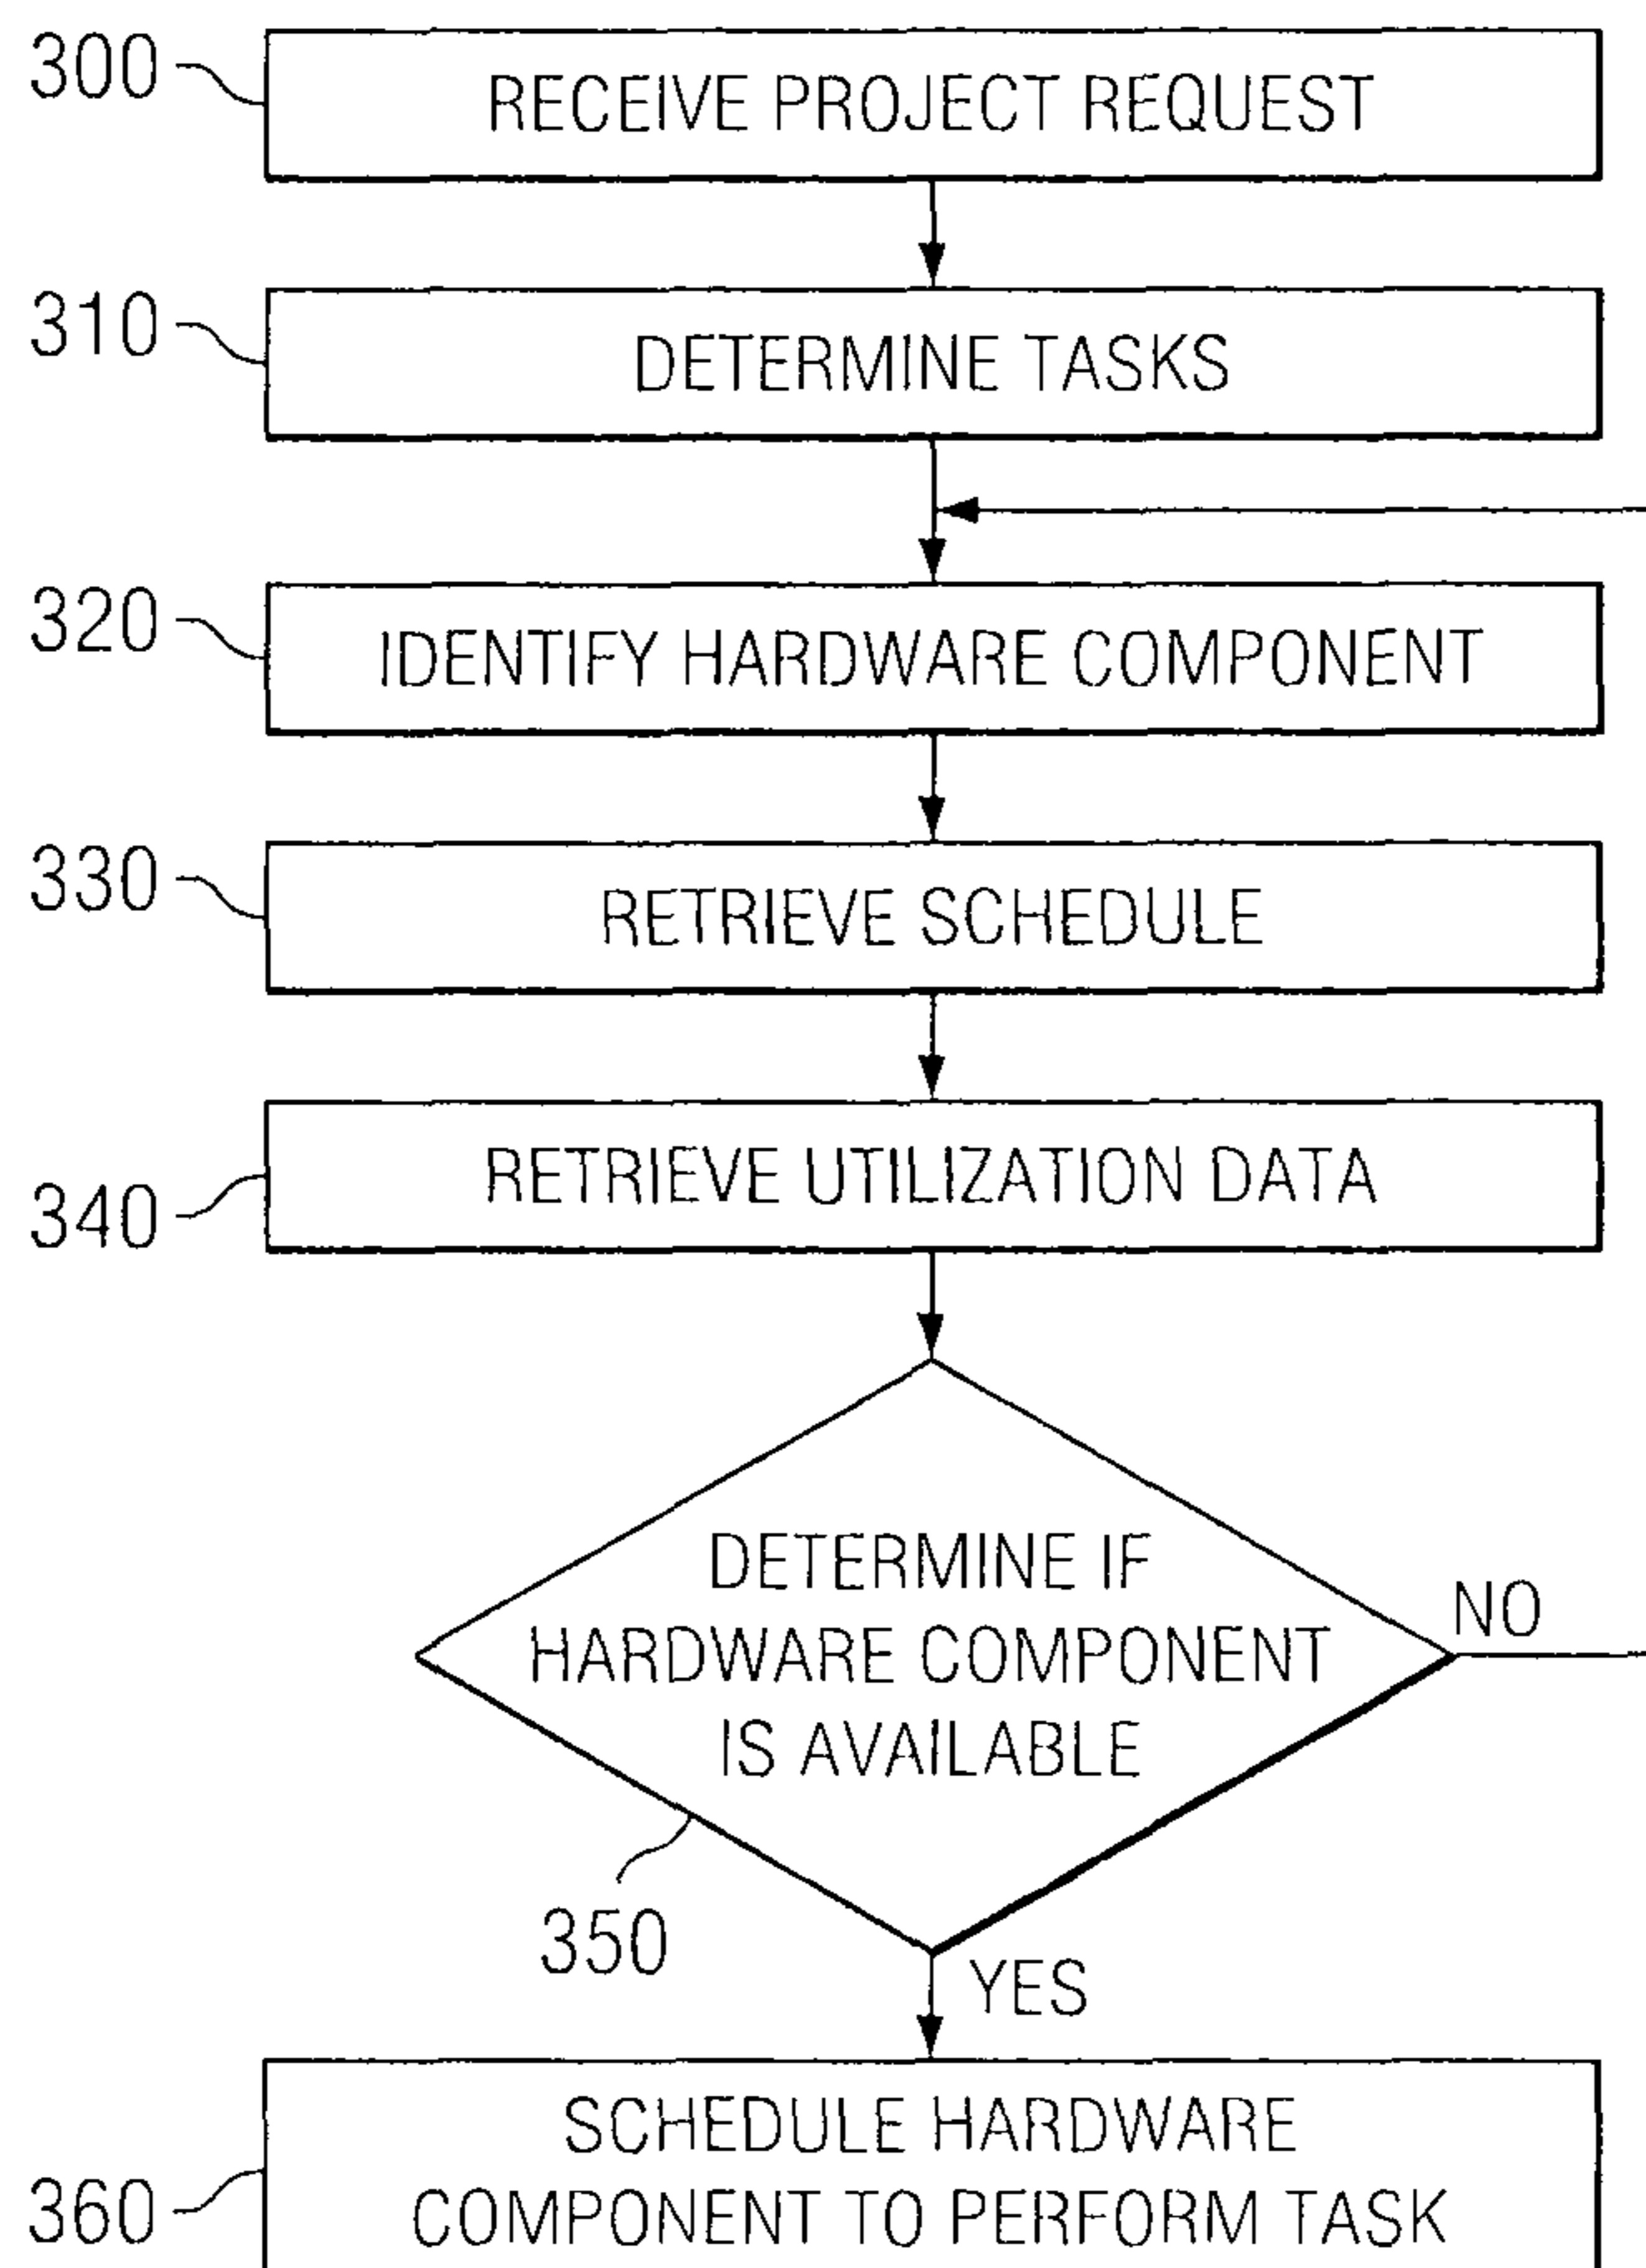 300
RECEIVE PROJECT REQUEST
310
DETERMINE TASKS
320
IDENTIFY HARDWARE COMPONENT
330
RETRIEVE SCHEDULE
340
RETRIEVE UTILIZATION DATA
DETERMINE IF
HARDWARE COMPONENT
IS AVAILABLE
NO
350
YES
360
SCHEDULE HARDWARE
COMPONENT TO PERFORM TASK